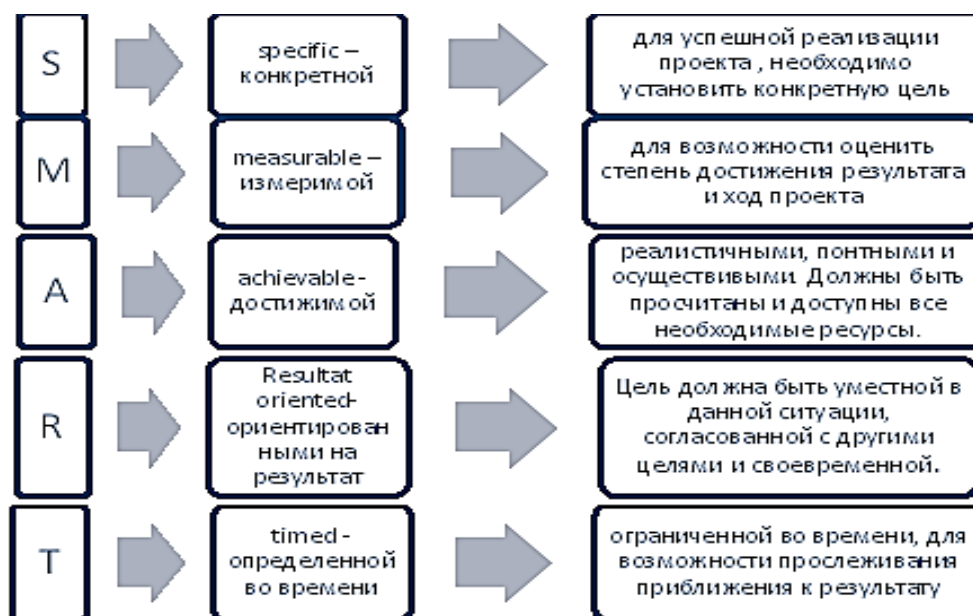 S
specific –
конкретной
для успешной реализации
проекта , необходимо
установить конкретную цель
M
measurable –
измеримой
для возможности оценить
степень достижения результата
и ход проекта
A
achievable-
достижимой
реалистичными, понтными и
осуществивыми. Должны быть
просчитаны и доступны все
необходимые ресурсы.
R
Resultat
oriented-
ориентирован
ными на
результат
Цель должна быть уместной в
данной ситуации,
согласованной с другими
целями и своевременной.
T
timed -
определенной
во времени
ограниченной во времени, для
возможности прослеживания
приближения к результату